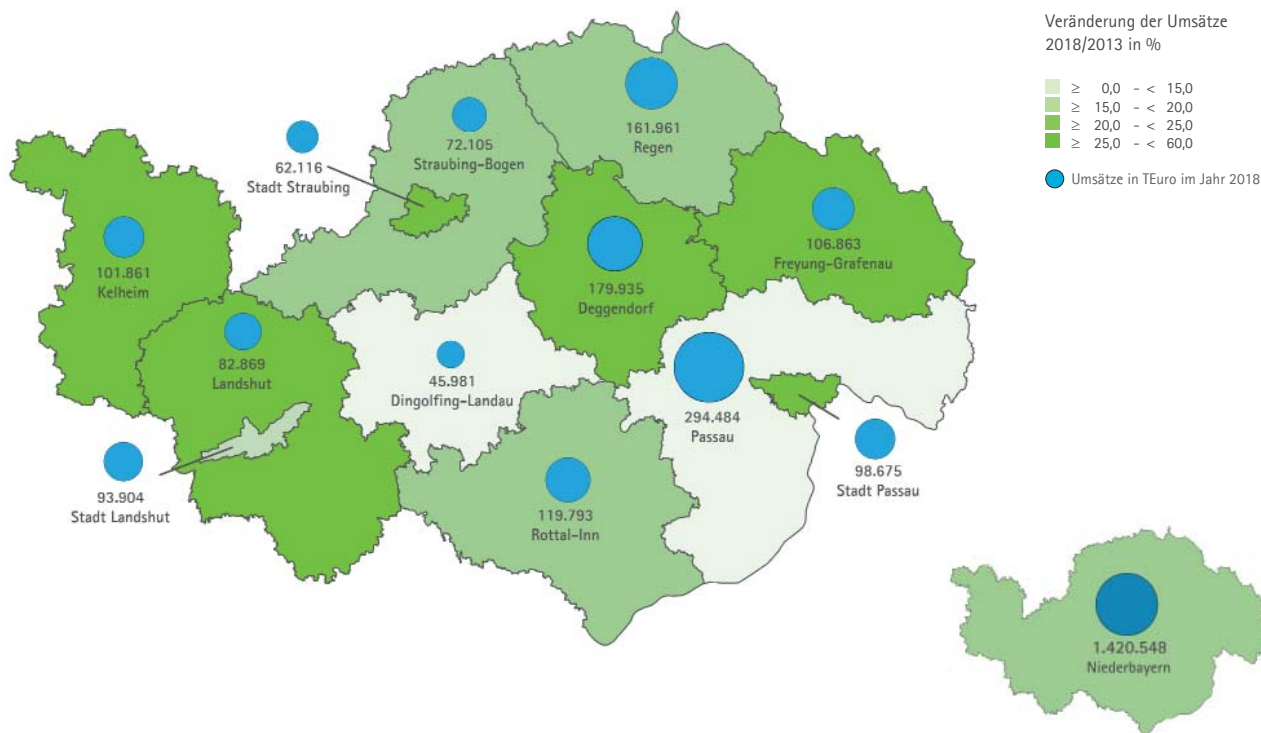 Veränderung der Umsätze
2018/2013 in %
≥ 0,0 - < 15,0
≥ 15,0 - < 20,0
≥ 20,0 - < 25,0
≥ 25,0 - < 60,0
Umsätze in TEuro im Jahr 2018
161.961
Regen
72.105
Straubing-Bogen
62.116
Stadt Straubing
106.863
Freyung-Grafenau
101.861
Kelheim
179.935
Deggendorf
82.869
Landshut
45.981
Dingolfing-Landau
294.484
Passau
98.675
Stadt Passau
93.904
Stadt Landshut
119.793
Rottal-Inn
1.420.548
Niederbayern